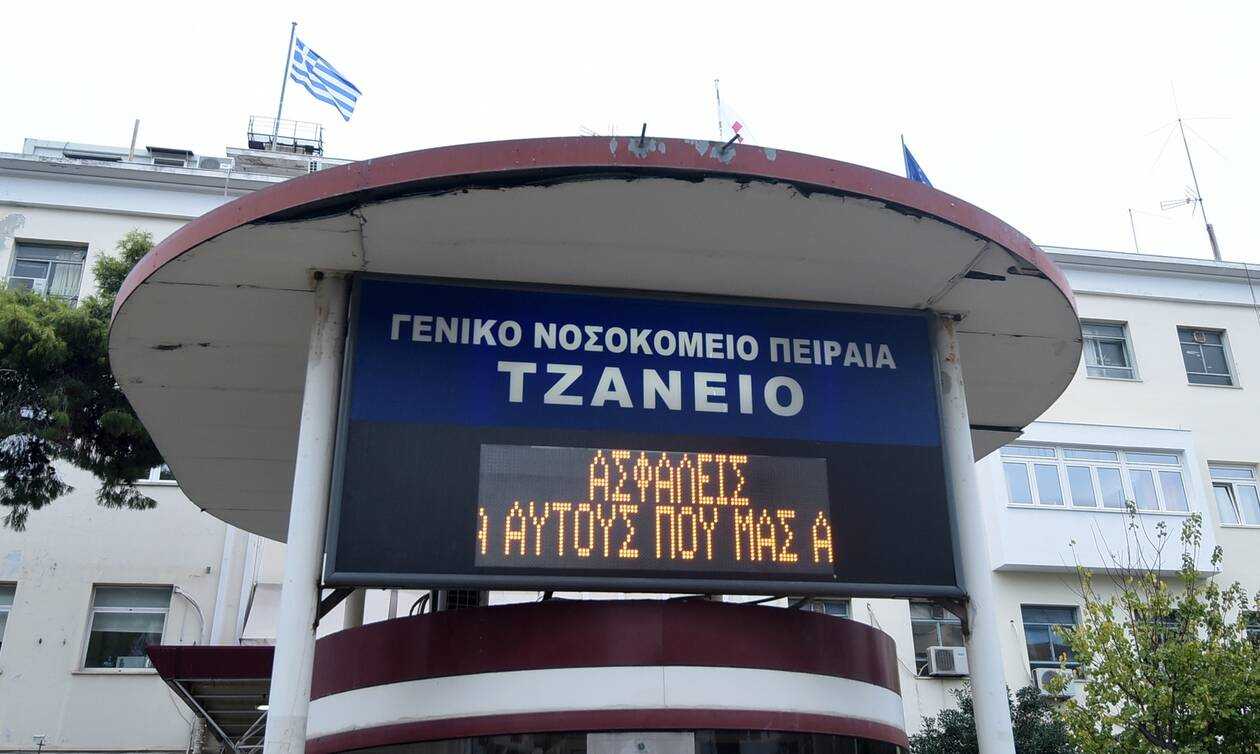 ΓΕΝΙΚΟ ΝΟΣΟΚΟΜΕΙΟ ΠΕΙΡΑΙΑ
ΤΖΑΝΕΙΟ
ΑΣΦΑΛΕΙΣ
ΑΥΤΟΥΣ ΠΟΥ ΜΑΣ Α